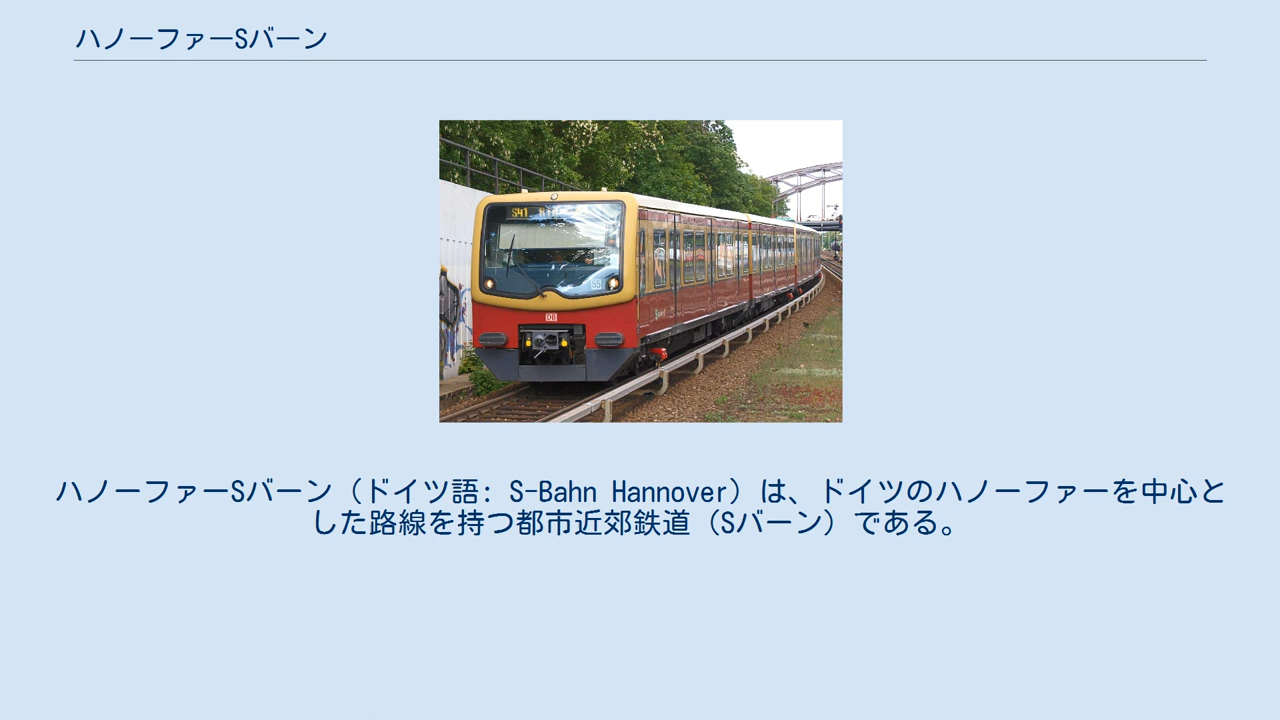 ハノーファーSバーン
S41
DB
ハノーファーSバーン（ドイツ語: S-Bahn Hannover）は、ドイツのハノーファーを中心と
した路線を持つ都市近郊鉄道（Sバーン）である。